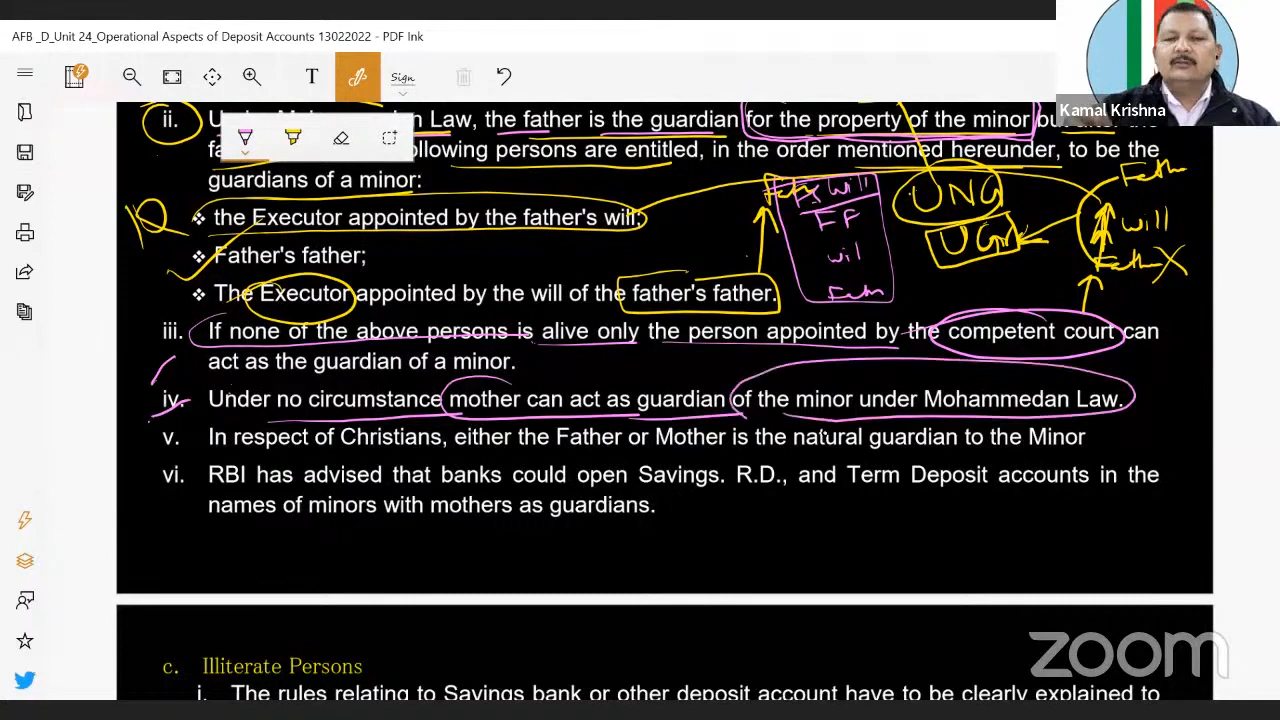 AFB _D_Unit 24_Operational Aspects of Deposit Accounts 13022022 - PDF Ink
T
Sign
Kamal Krishna
ii. Law, the father is the guardian for the property of the minor
following persons are entitled, in the order mentioned hereunder, to be the
guardians of a minor:
❖ the Executor appointed by the father's will;
❖ Father's father;
❖ The Executor appointed by the will of the father's father.
iii. If none of the above persons is alive only the person appointed by the competent court can
act as the guardian of a minor.
iv. Under no circumstance mother can act as guardian of the minor under Mohammedan Law.
v. In respect of Christians, either the Father or Mother is the natural guardian to the Minor
vi. RBI has advised that banks could open Savings. R.D., and Term Deposit accounts in the
names of minors with mothers as guardians.
will
FF
wil
UNG
UGr
Will
Father X
zoom
c. Illiterate Persons
i. The rules relating to Savings bank or other deposit account have to be clearly explained to